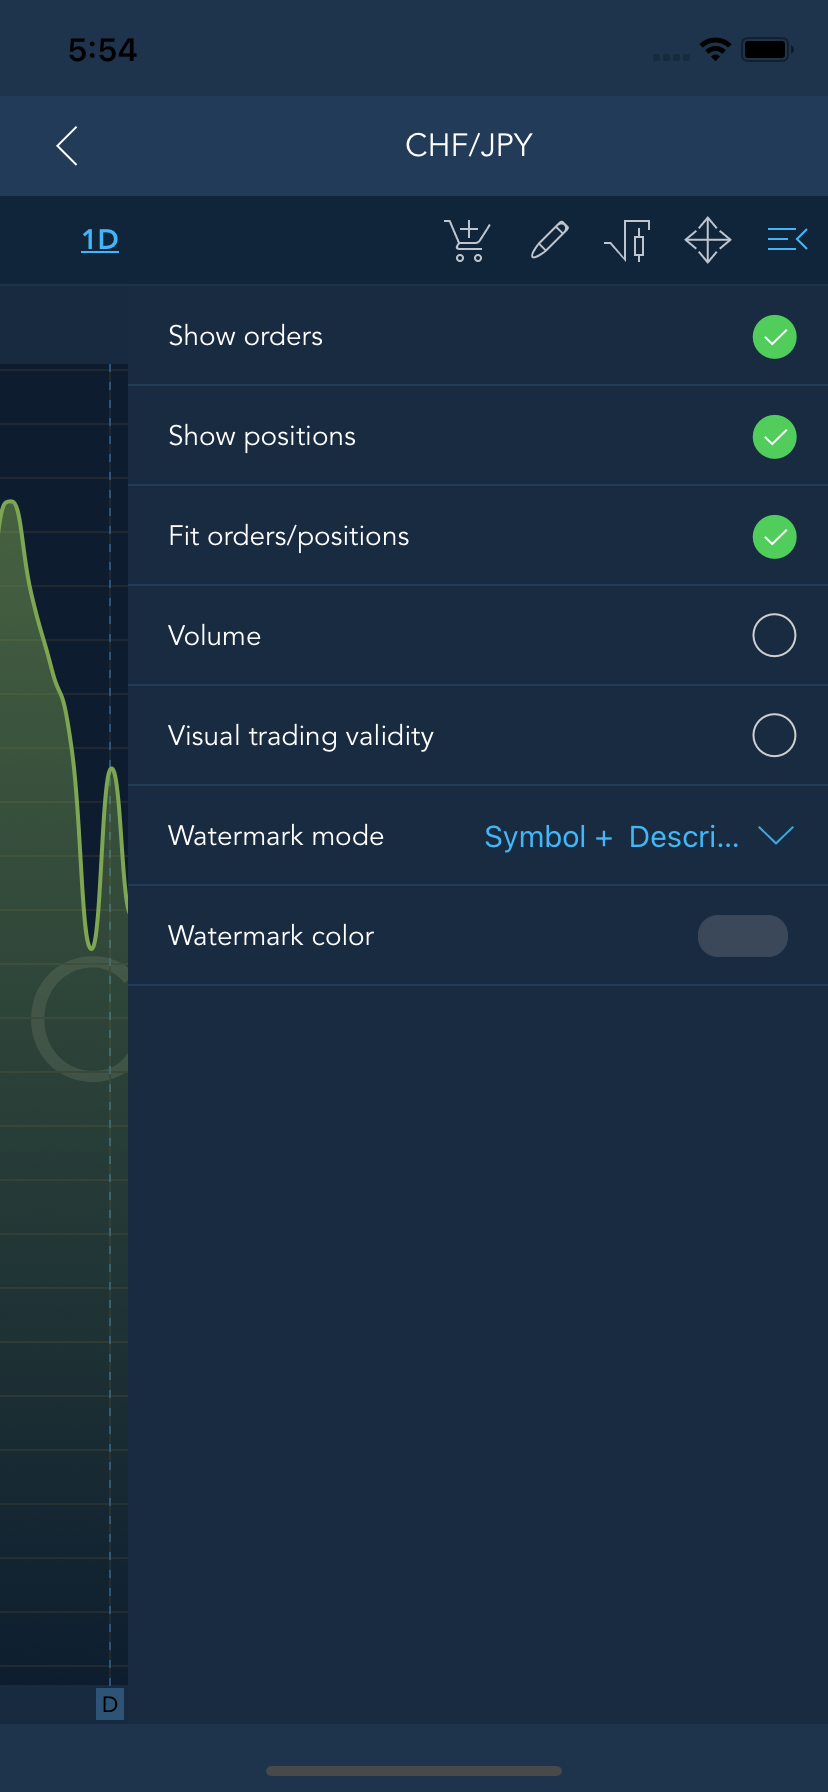 5:54
CHF/JPY
1D
Show orders
Show positions
Fit orders/positions
Volume
Visual trading validity
Watermark mode Symbol + Descri...
Watermark color
D